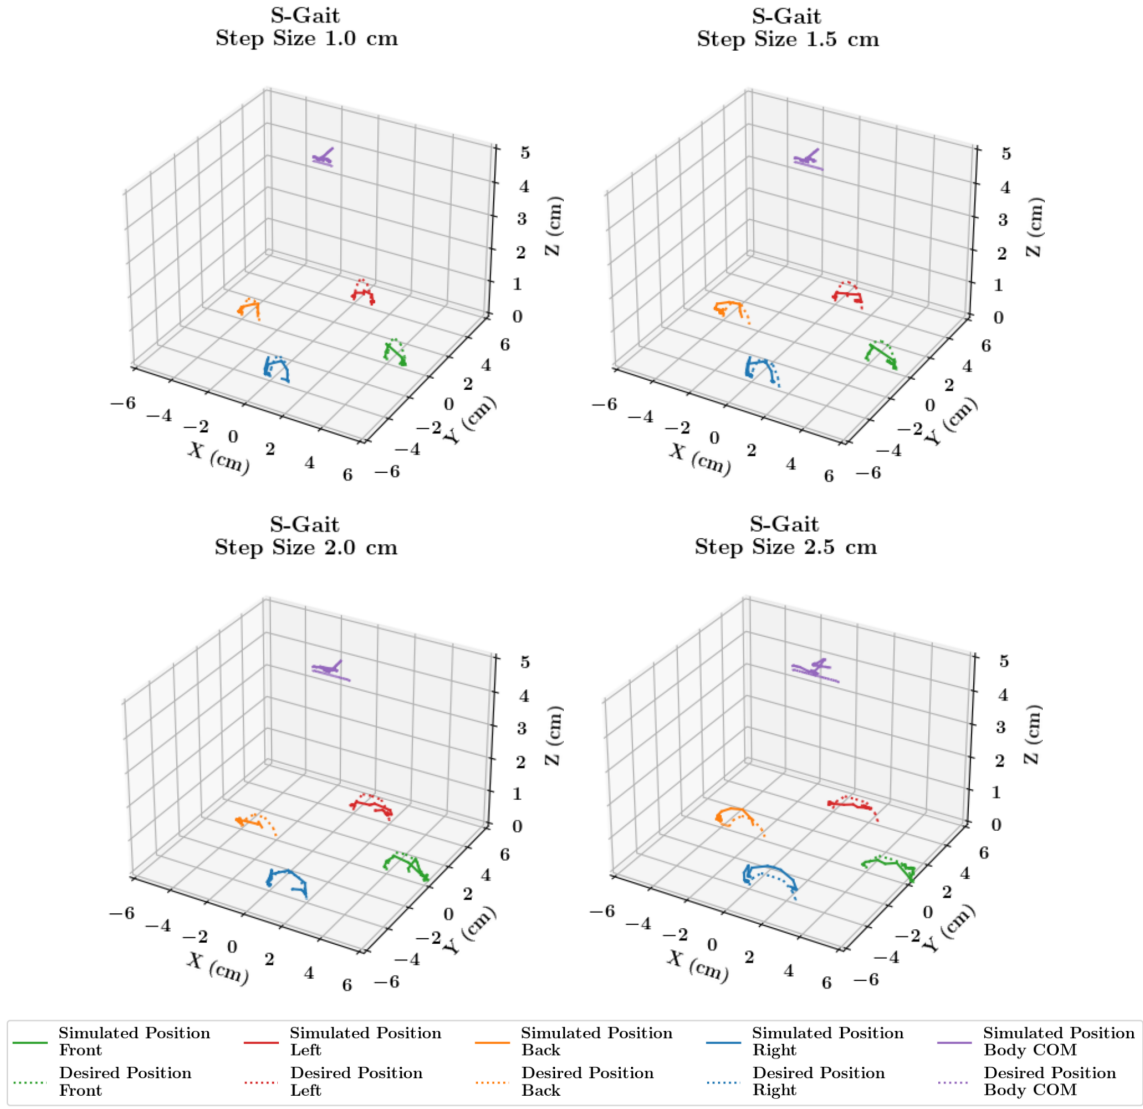 S-Gait
Step Size 1.0 cm
5
4
3
2
1
0
Z (cm)
6
4
2
0
−2
−4
−6
Y (cm)
−6
−4
−2
0
2
4
6
X (cm)
S-Gait
Step Size 1.5 cm
5
4
3
2
1
0
Z (cm)
6
4
2
0
−2
−4
−6
Y (cm)
−6
−4
−2
0
2
4
6
X (cm)
S-Gait
Step Size 2.0 cm
5
4
3
2
1
0
Z (cm)
6
4
2
0
−2
−4
−6
Y (cm)
−6
−4
−2
0
2
4
6
X (cm)
S-Gait
Step Size 2.5 cm
5
4
3
2
1
0
Z (cm)
6
4
2
0
−2
−4
−6
Y (cm)
−6
−4
−2
0
2
4
6
X (cm)
Simulated Position
Front
Simulated Position
Left
Simulated Position
Back
Simulated Position
Right
Simulated Position
Body COM
Desired Position
Front
Desired Position
Left
Desired Position
Back
Desired Position
Right
Desired Position
Body COM